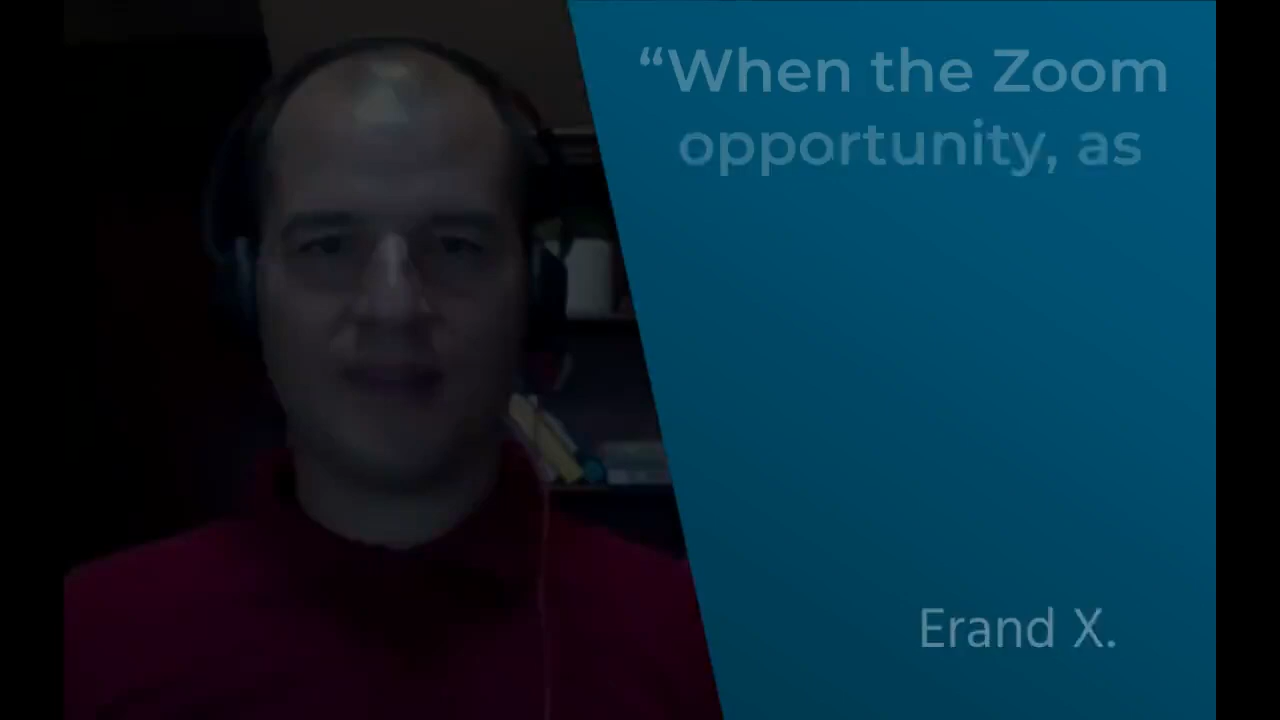 “When the Zoom
opportunity, as
Erand X.